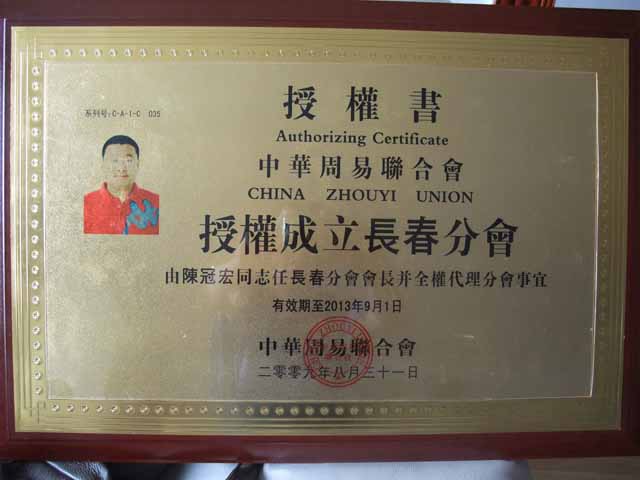 授權書
系列号:C-A-1-C 035
Authorizing Certificate
中華周易聯合會
CHINA ZHOUYI UNION
授權成立長春分會
由陳冠宏同志任長春分會會長并全權代理分會事宜
有效期至2013年9月1日
中華周易聯合會
二零零九年八月三十一日